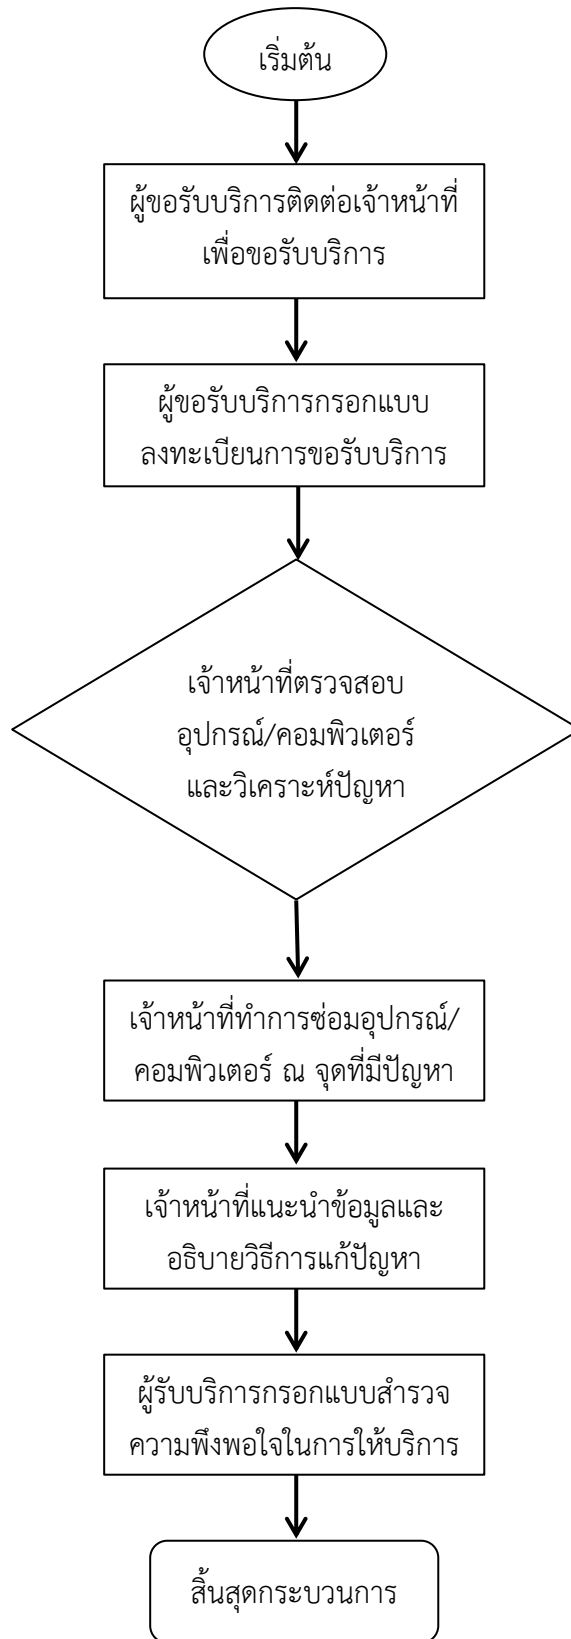 เริ่มต้น
ผู้ขอรับบริการติดต่อเจ้าหน้าที่
เพื่อขอรับบริการ
ผู้ขอรับบริการกรอกแบบ
ลงทะเบียนการขอรับบริการ
เจ้าหน้าที่ตรวจสอบ
อุปกรณ์/คอมพิวเตอร์
และวิเคราะห์ปัญหา
เจ้าหน้าที่ทำการซ่อมอุปกรณ์/
คอมพิวเตอร์ ณ จุดที่มีปัญหา
เจ้าหน้าที่แนะนำข้อมูลและ
อธิบายวิธีการแก้ปัญหา
ผู้รับบริการกรอกแบบสำรวจ
ความพึงพอใจในการให้บริการ
สิ้นสุดกระบวนการ